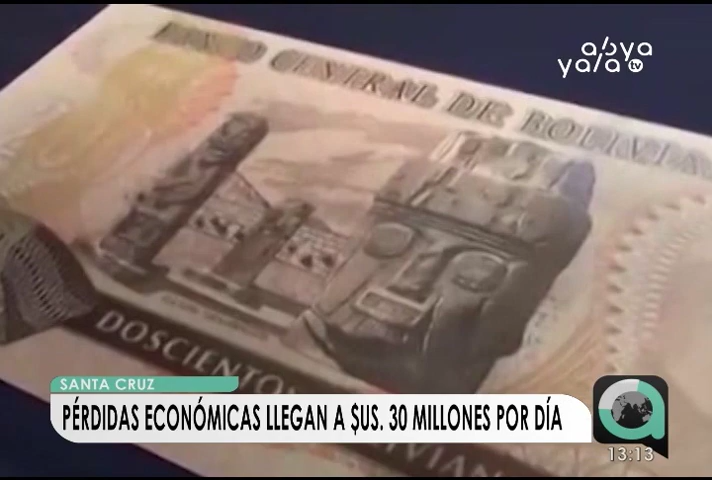 abya
yala tv
BANCO CENTRAL DE BOLIVIA
DOSCIENTOS
SANTA CRUZ
PÉRDIDAS ECONÓMICAS LLEGAN A $US. 30 MILLONES POR DÍA
13:13